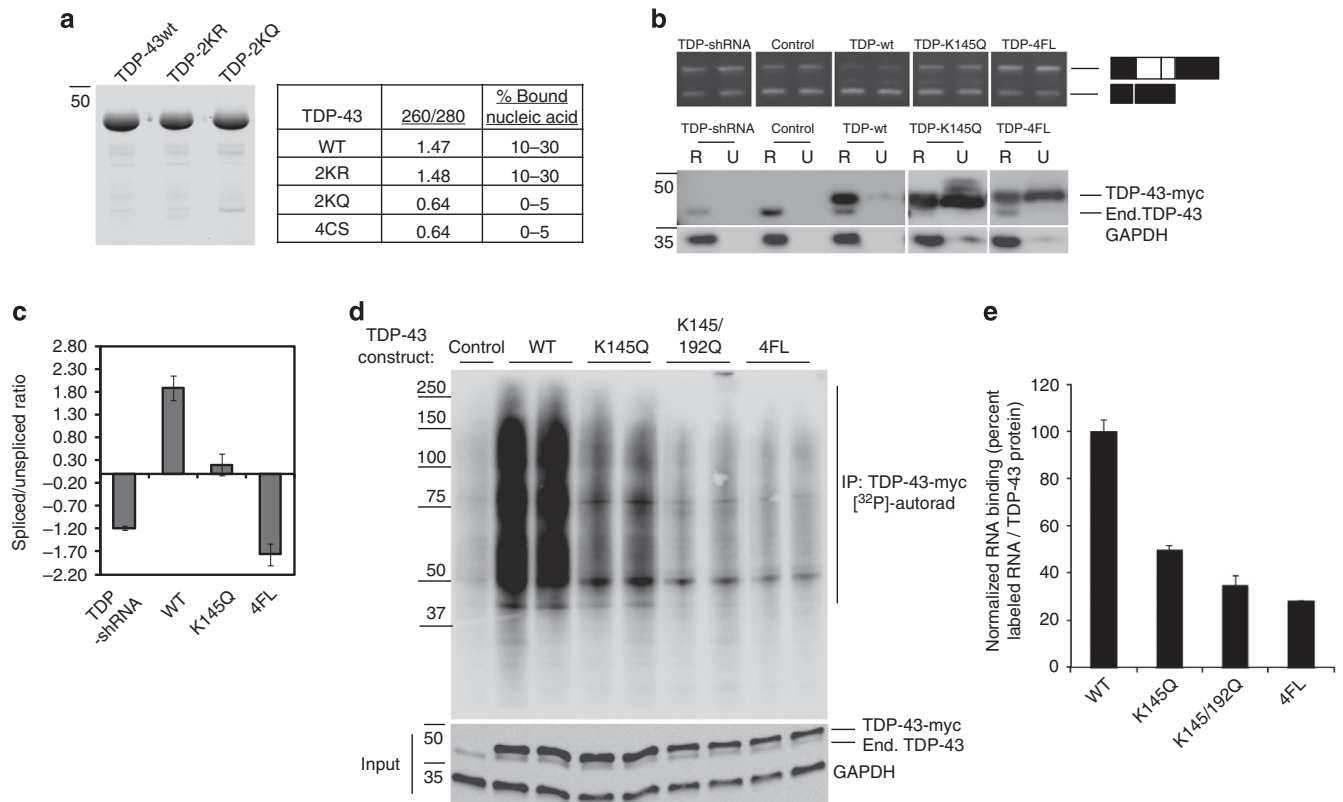 a
TDP-43wt
TDP-2KR
TDP-2KQ
50
TDP-43 260/280 % Bound nucleic acid
WT 1.47 10–30
2KR 1.48 10–30
2KQ 0.64 0–5
4CS 0.64 0–5
b
TDP-shRNA Control TDP-wt TDP-K145Q TDP-4FL
TDP-shRNA Control TDP-wt TDP-K145Q TDP-4FL
R U R U R U R U R U
50
TDP-43-myc
End.TDP-43
35
GAPDH
c
Spliced/unspliced ratio
2.80
2.30
1.80
1.30
0.80
0.30
−0.20
−0.70
−1.20
−1.70
−2.20
TDP
-shRNA
WT
K145Q
4FL
d
TDP-43
construct:
Control WT K145Q K145/
192Q 4FL
250
150
100
75
50
37
IP: TDP-43-myc
[32P]-autorad
Input
50
35
TDP-43-myc
End. TDP-43
GAPDH
e
Normalized RNA binding (percent
labeled RNA / TDP-43 protein)
120
100
80
60
40
20
0
WT
K145Q
K145/192Q
4FL